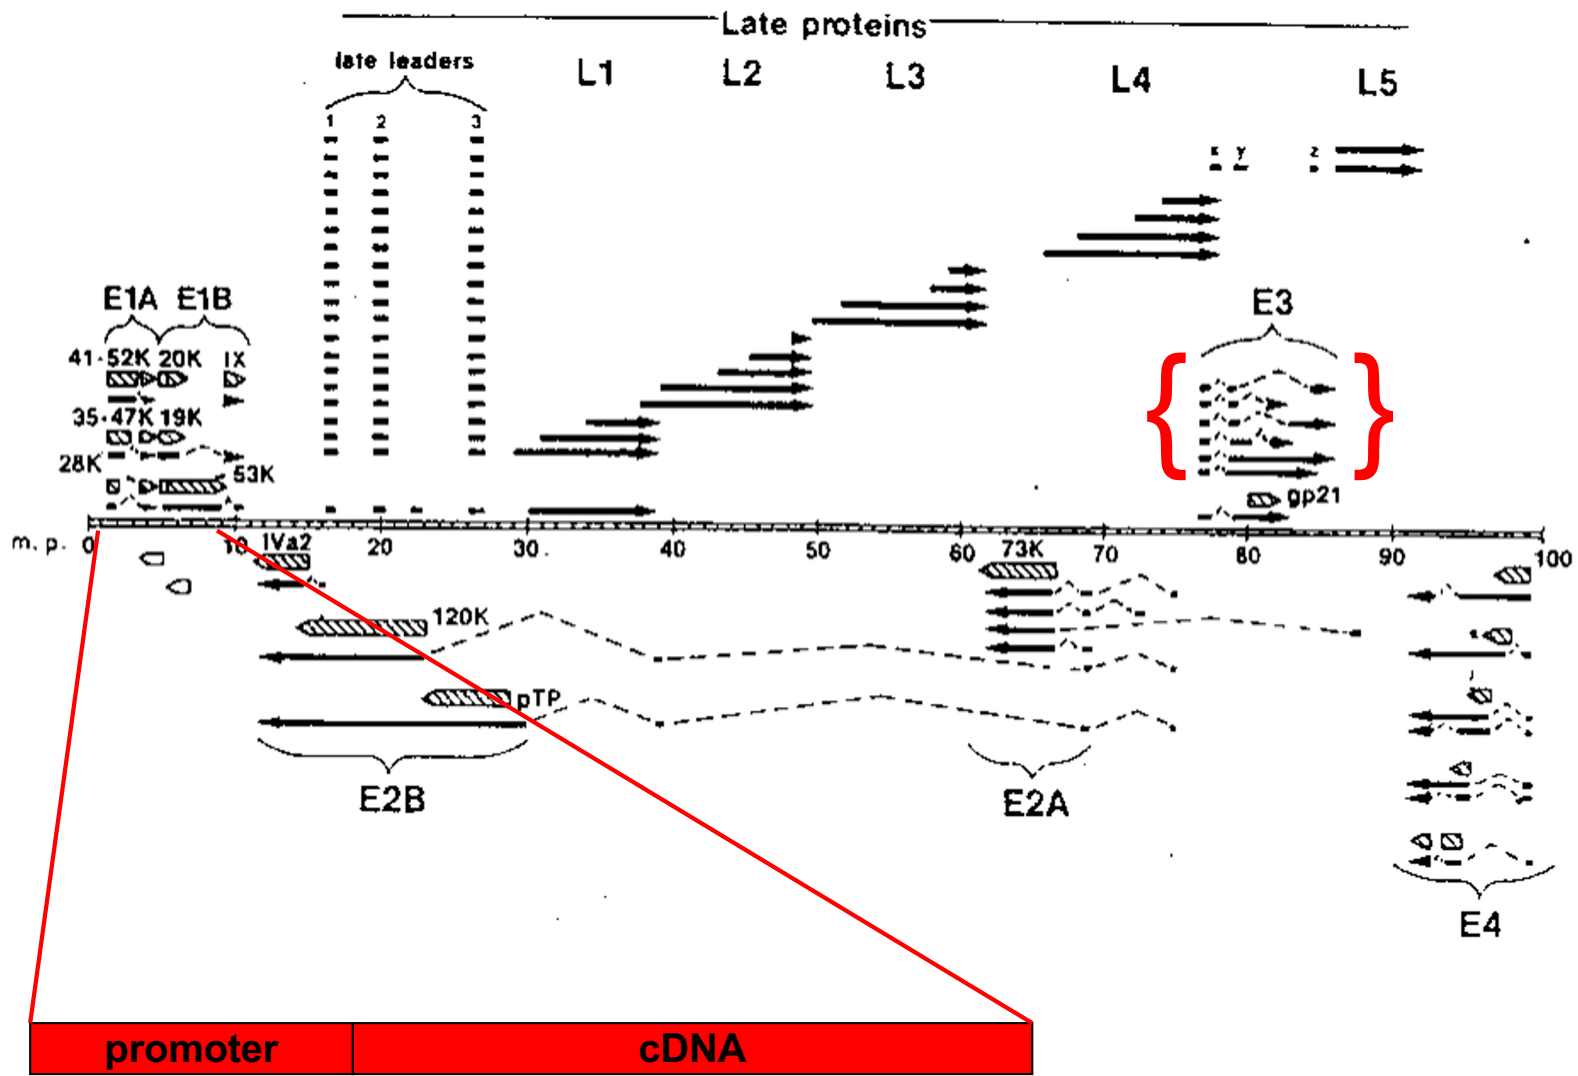 Late proteins
late leaders
L1 L2 L3 L4 L5
1 2 3
x y z
E1A E1B
E3
41-52K 20K IX
35-47K 19K
28K
53K
gp21
m. p. 0 10 20 30 40 50 60 70 80 90 100
IVa2
73K
120K
pTP
E2B
E2A
E4
promoter cDNA